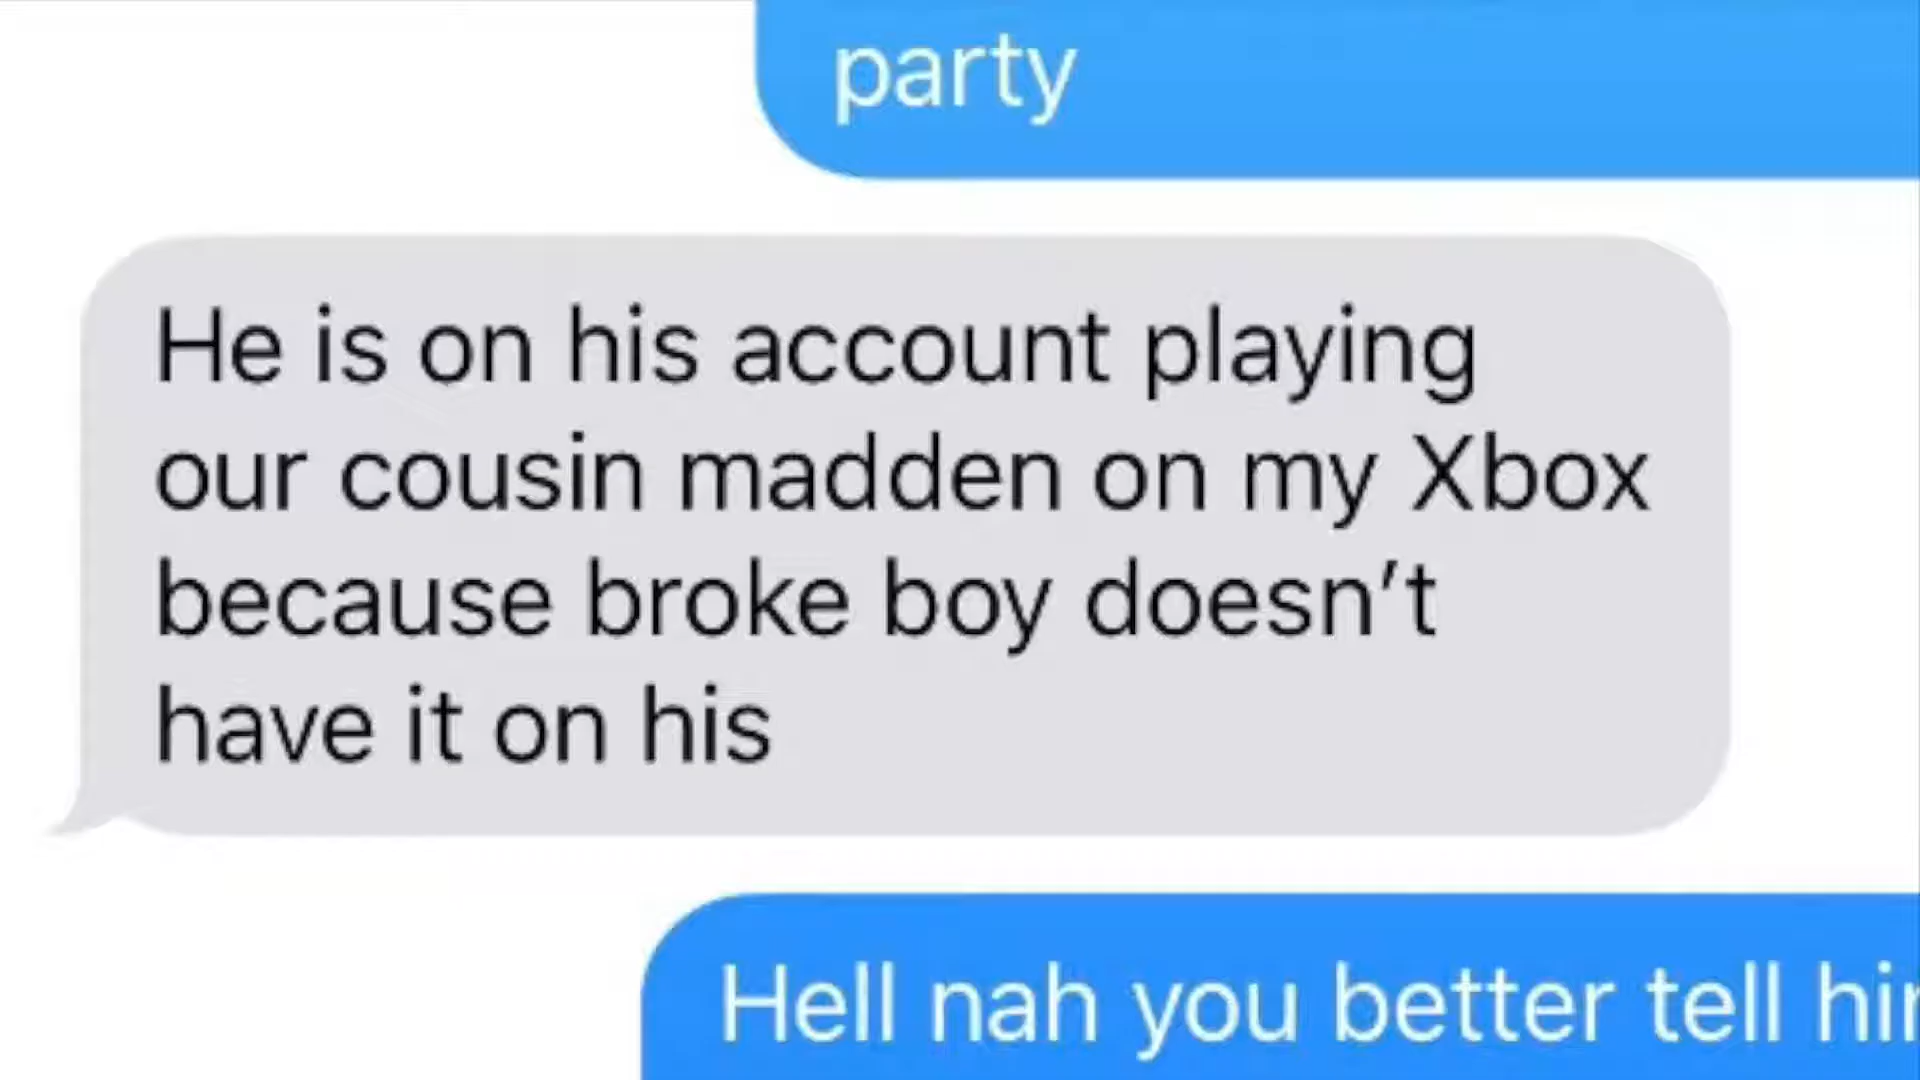 party
He is on his account playing
our cousin madden on my Xbox
because broke boy doesn’t
have it on his
Hell nah you better tell